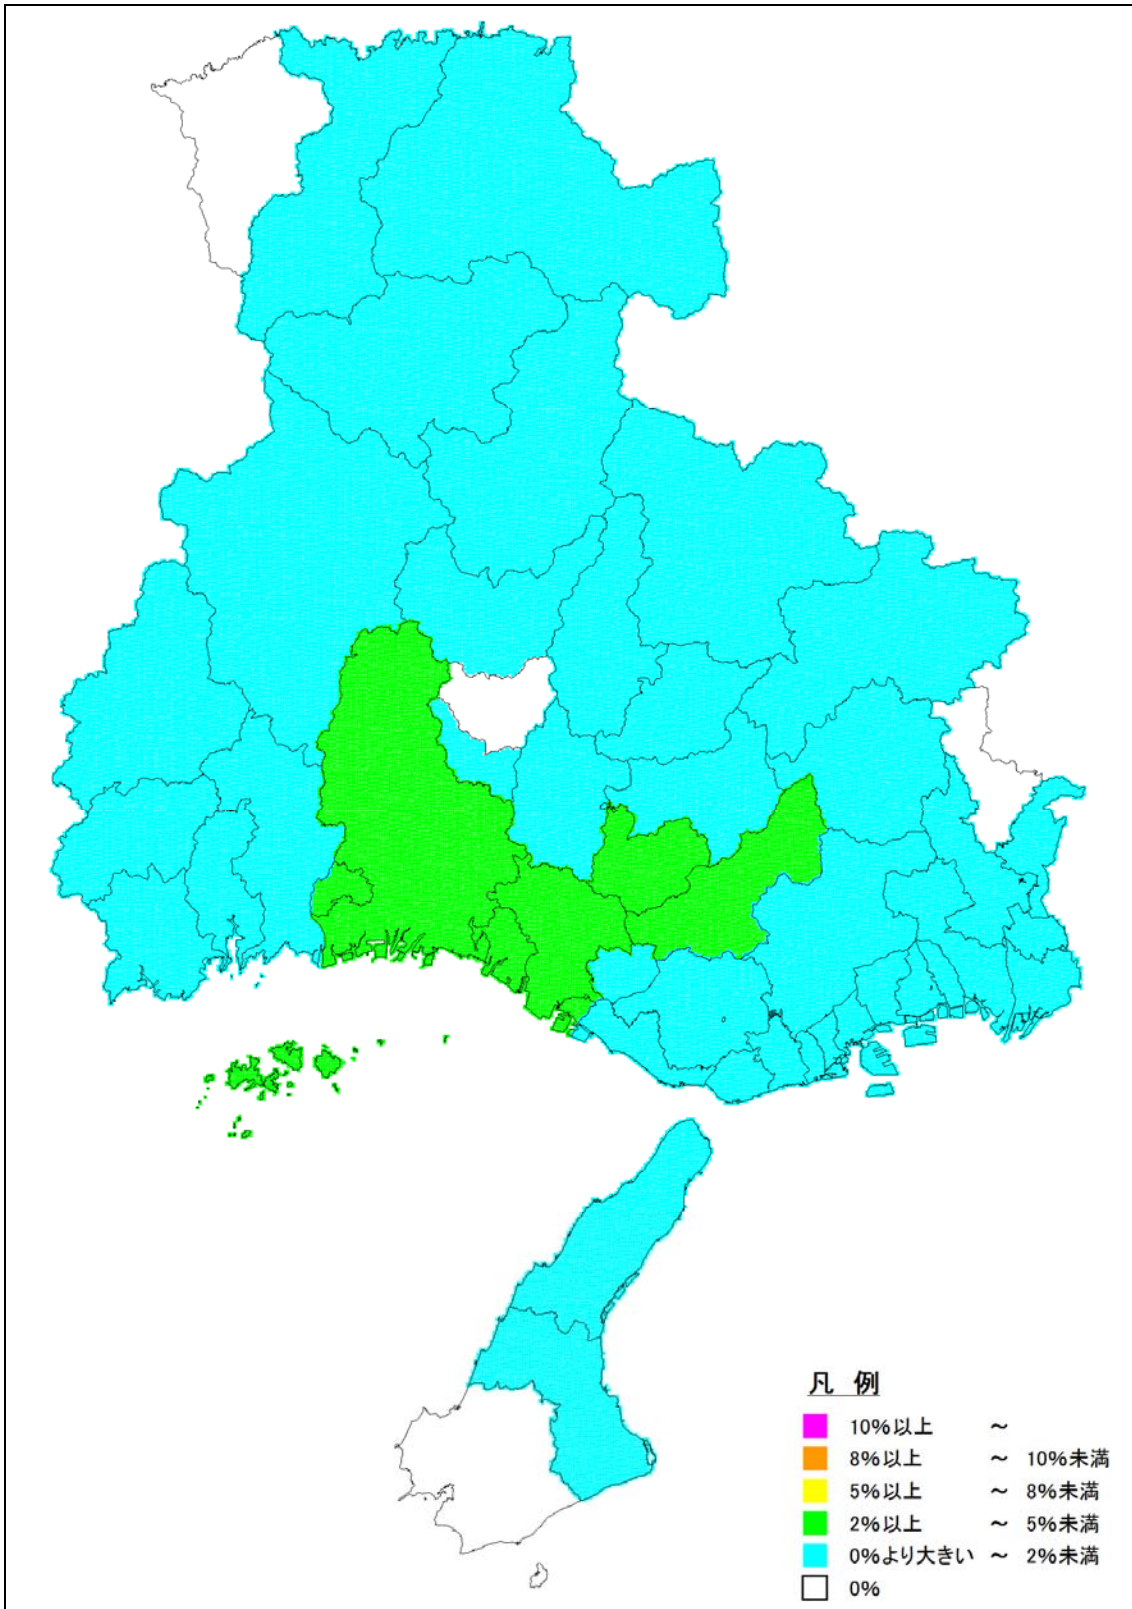 凡 例
10%以上 ～
8%以上 ～ 10%未満
5%以上 ～ 8%未満
2%以上 ～ 5%未満
0%より大きい ～ 2%未満
0%